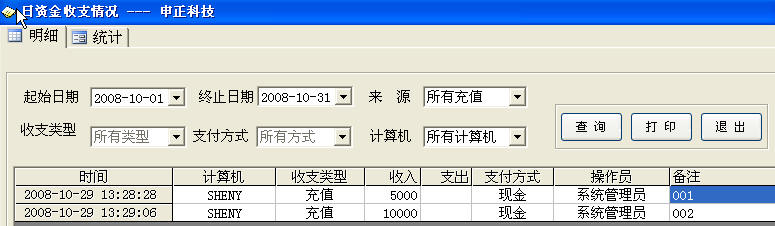 日资金收支情况 --- 申正科技
明细 统计
起始日期 2008-10-01 终止日期 2008-10-31 来 源 所有充值
收支类型 所有类型 支付方式 所有方式 计算机 所有计算机
查 询 打 印 退 出
时间 计算机 收支类型 收入 支出 支付方式 操作员 备注
2008-10-29 13:28:28 SHENY 充值 5000 现金 系统管理员 001
2008-10-29 13:29:06 SHENY 充值 10000 现金 系统管理员 002